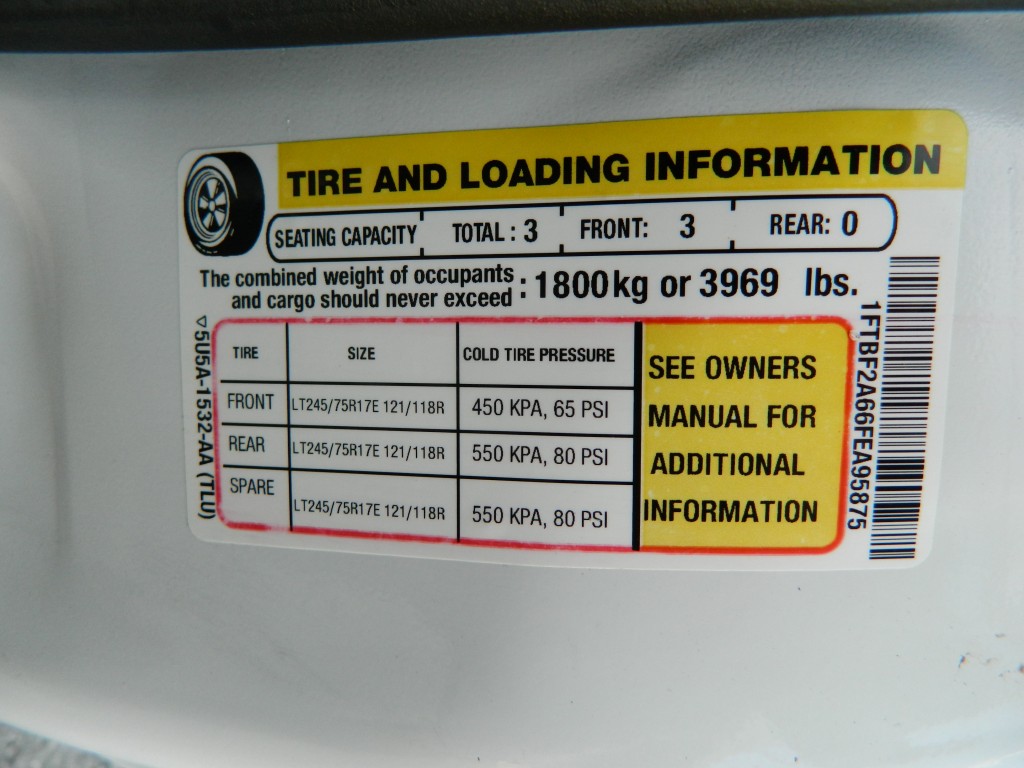 TIRE AND LOADING INFORMATION
SEATING CAPACITY TOTAL : 3 FRONT: 3 REAR: 0
The combined weight of occupants
and cargo should never exceed : 1800kg or 3969 lbs.
TIRE SIZE COLD TIRE PRESSURE
FRONT LT245/75R17E 121/118R 450 KPA, 65 PSI
REAR LT245/75R17E 121/118R 550 KPA, 80 PSI
SPARE LT245/75R17E 121/118R 550 KPA, 80 PSI
SEE OWNERS
MANUAL FOR
ADDITIONAL
INFORMATION
5U5A-1532-AA (TLU)
1FTBF2A66FEA95875